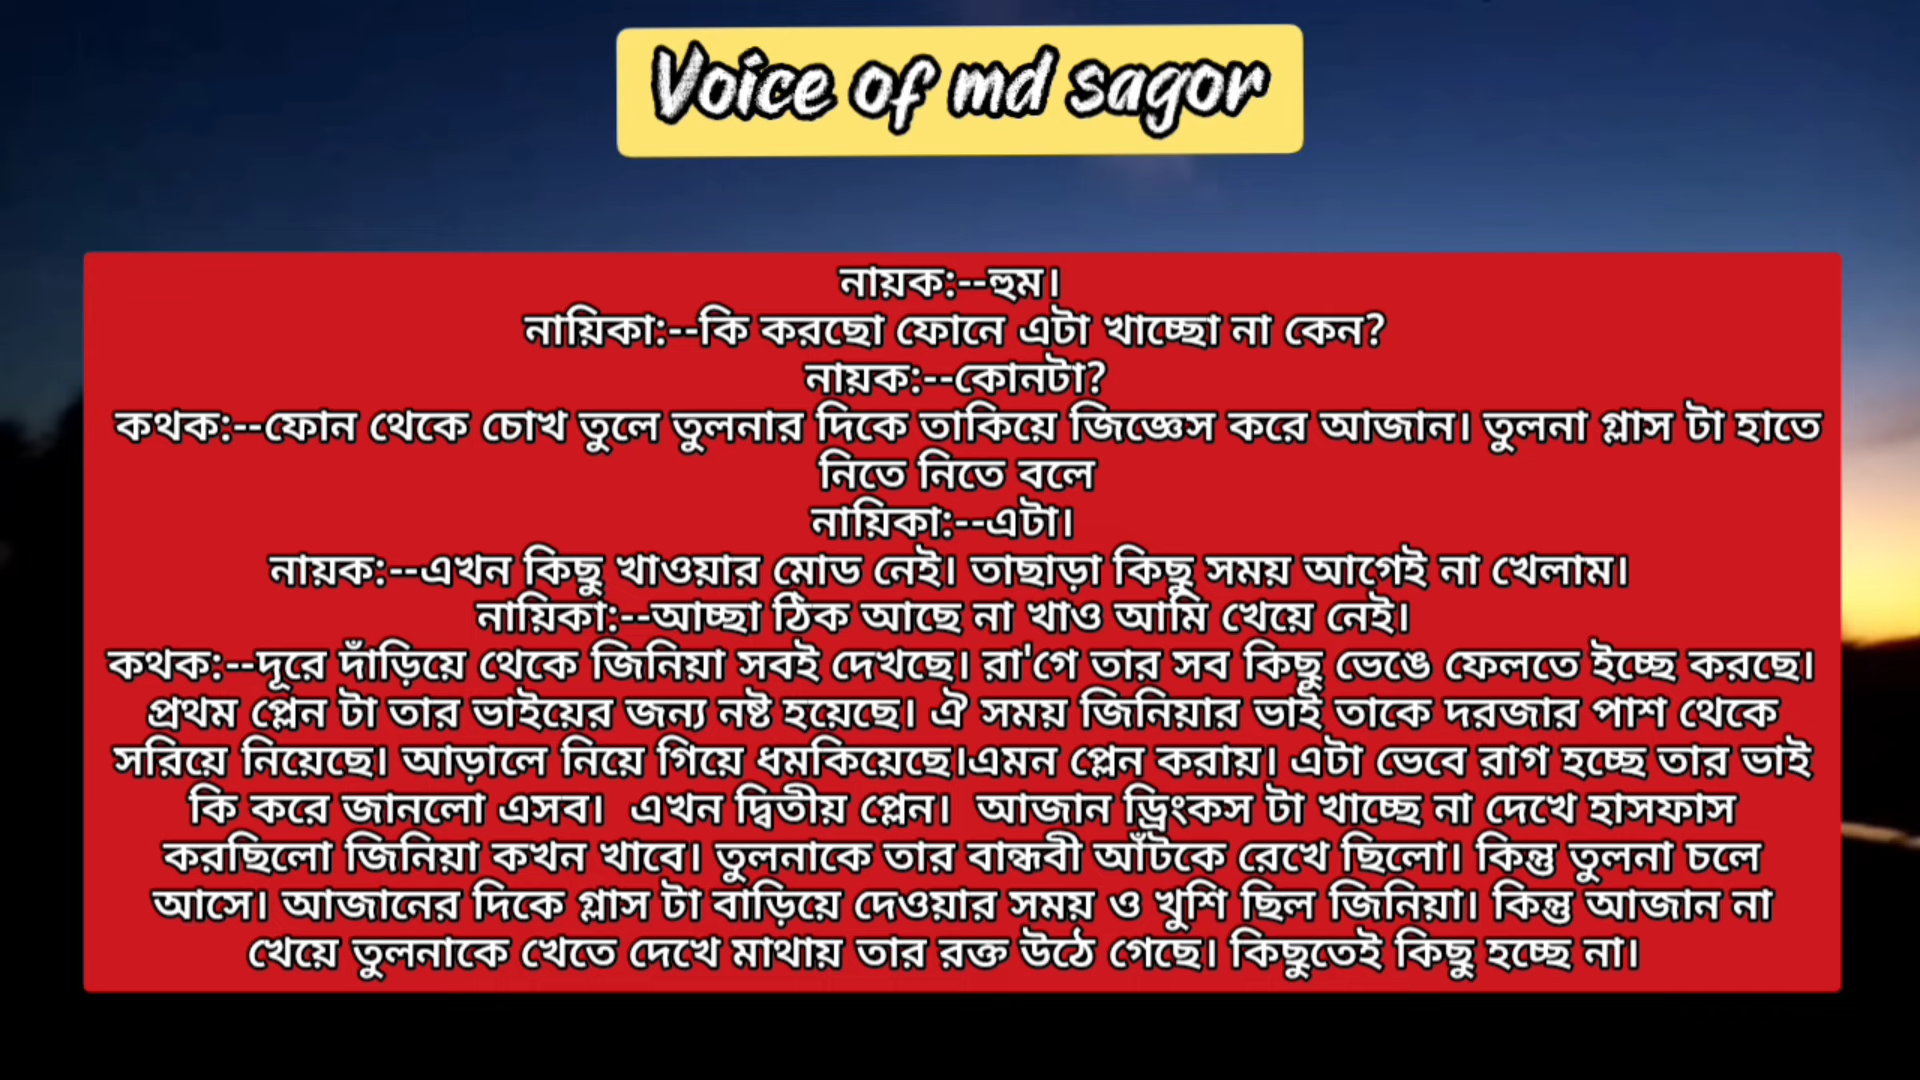 Voice of md sagor
নায়ক:--হুম।
নায়িকা:--কি করছো ফোনে এটা খাচ্ছো না কেন?
নায়ক:--কোনটা?
কথক:--ফোন থেকে চোখ তুলে তুলনার দিকে তাকিয়ে জিজ্ঞেস করে আজান। তুলনা গ্লাস টা হাতে
নিতে নিতে বলে
নায়িকা:--এটা।
নায়ক:--এখন কিছু খাওয়ার মোড নেই। তাছাড়া কিছু সময় আগেই না খেলাম।
নায়িকা:--আচ্ছা ঠিক আছে না খাও আমি খেয়ে নেই।
কথক:--দূরে দাঁড়িয়ে থেকে জিনিয়া সবই দেখছে। রা'গে তার সব কিছু ভেঙে ফেলতে ইচ্ছে করছে।
প্রথম প্লেন টা তার ভাইয়ের জন্য নষ্ট হয়েছে। ঐ সময় জিনিয়ার ভাই তাকে দরজার পাশ থেকে
সরিয়ে নিয়েছে। আড়ালে নিয়ে গিয়ে ধমকিয়েছে।এমন প্লেন করায়। এটা ভেবে রাগ হচ্ছে তার ভাই
কি করে জানলো এসব।  এখন দ্বিতীয় প্লেন।  আজান ড্রিংকস টা খাচ্ছে না দেখে হাসফাস
করছিলো জিনিয়া কখন খাবে। তুলনাকে তার বান্ধবী আঁটকে রেখে ছিলো। কিন্তু তুলনা চলে
আসে। আজানের দিকে গ্লাস টা বাড়িয়ে দেওয়ার সময় ও খুশি ছিল জিনিয়া। কিন্তু আজান না
খেয়ে তুলনাকে খেতে দেখে মাথায় তার রক্ত উঠে গেছে। কিছুতেই কিছু হচ্ছে না।